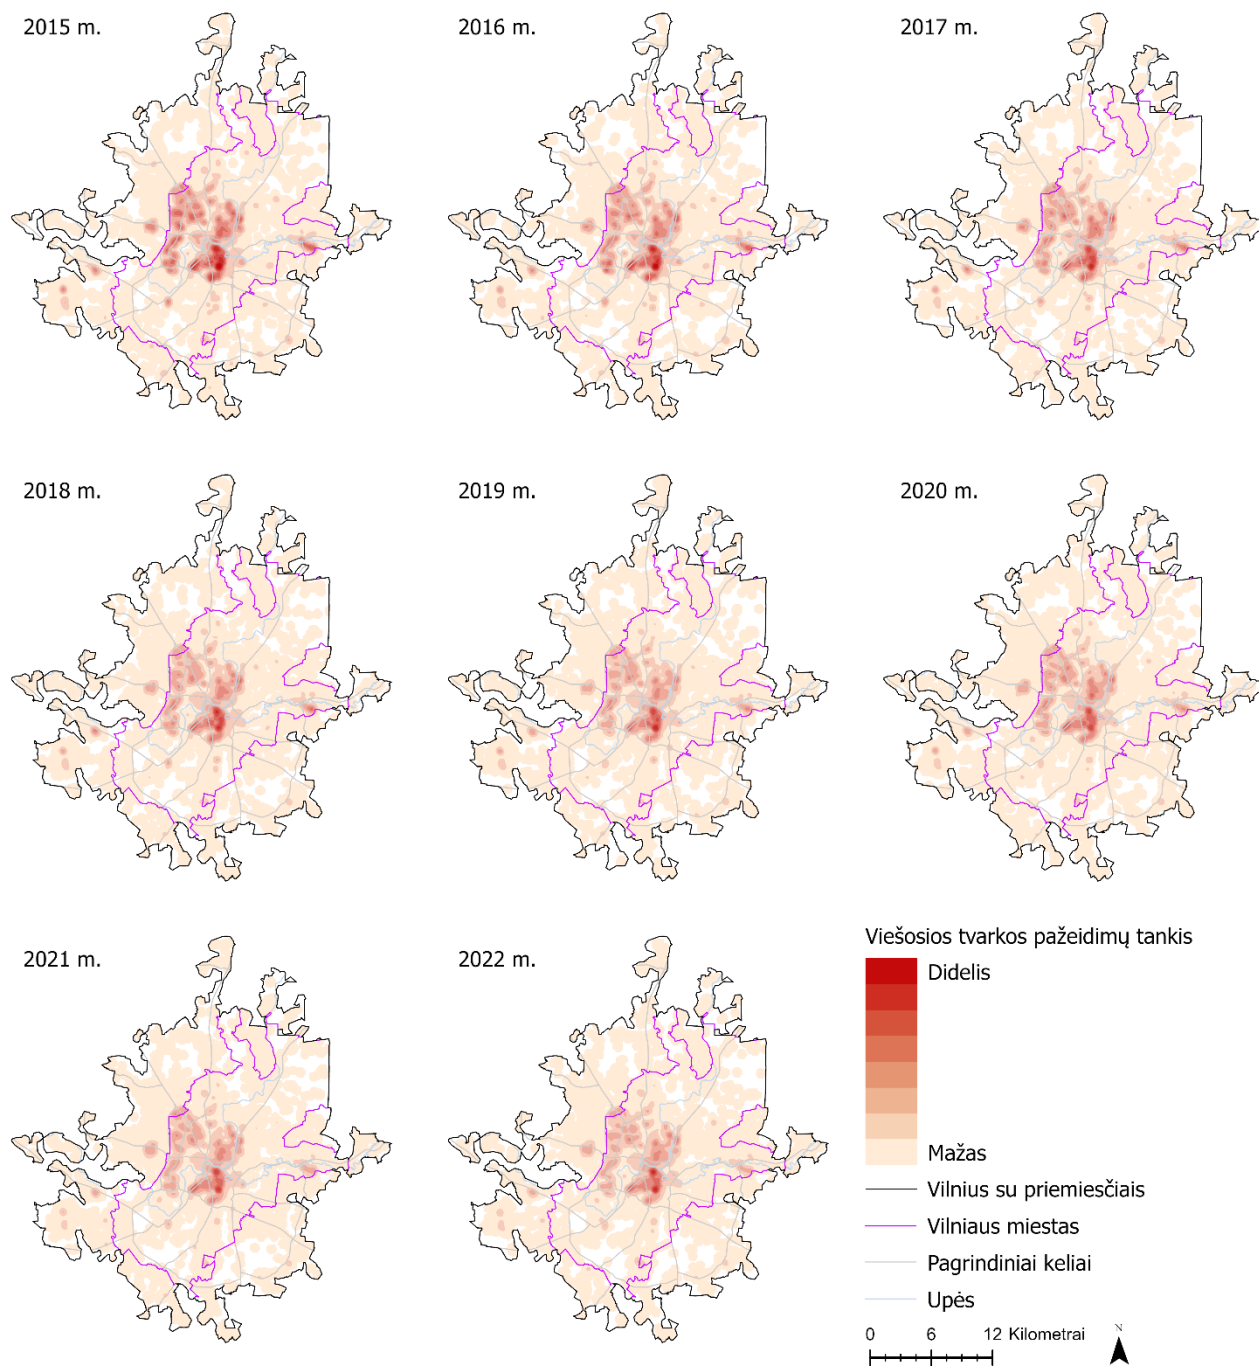 2015 m.
2016 m.
2017 m.
2018 m.
2019 m.
2020 m.
2021 m.
2022 m.
Viešosios tvarkos pažeidimų tankis
Didelis
Mažas
Vilnius su priemiesčiais
Vilniaus miestas
Pagrindiniai keliai
Upės
0 6 12 Kilometrai
N